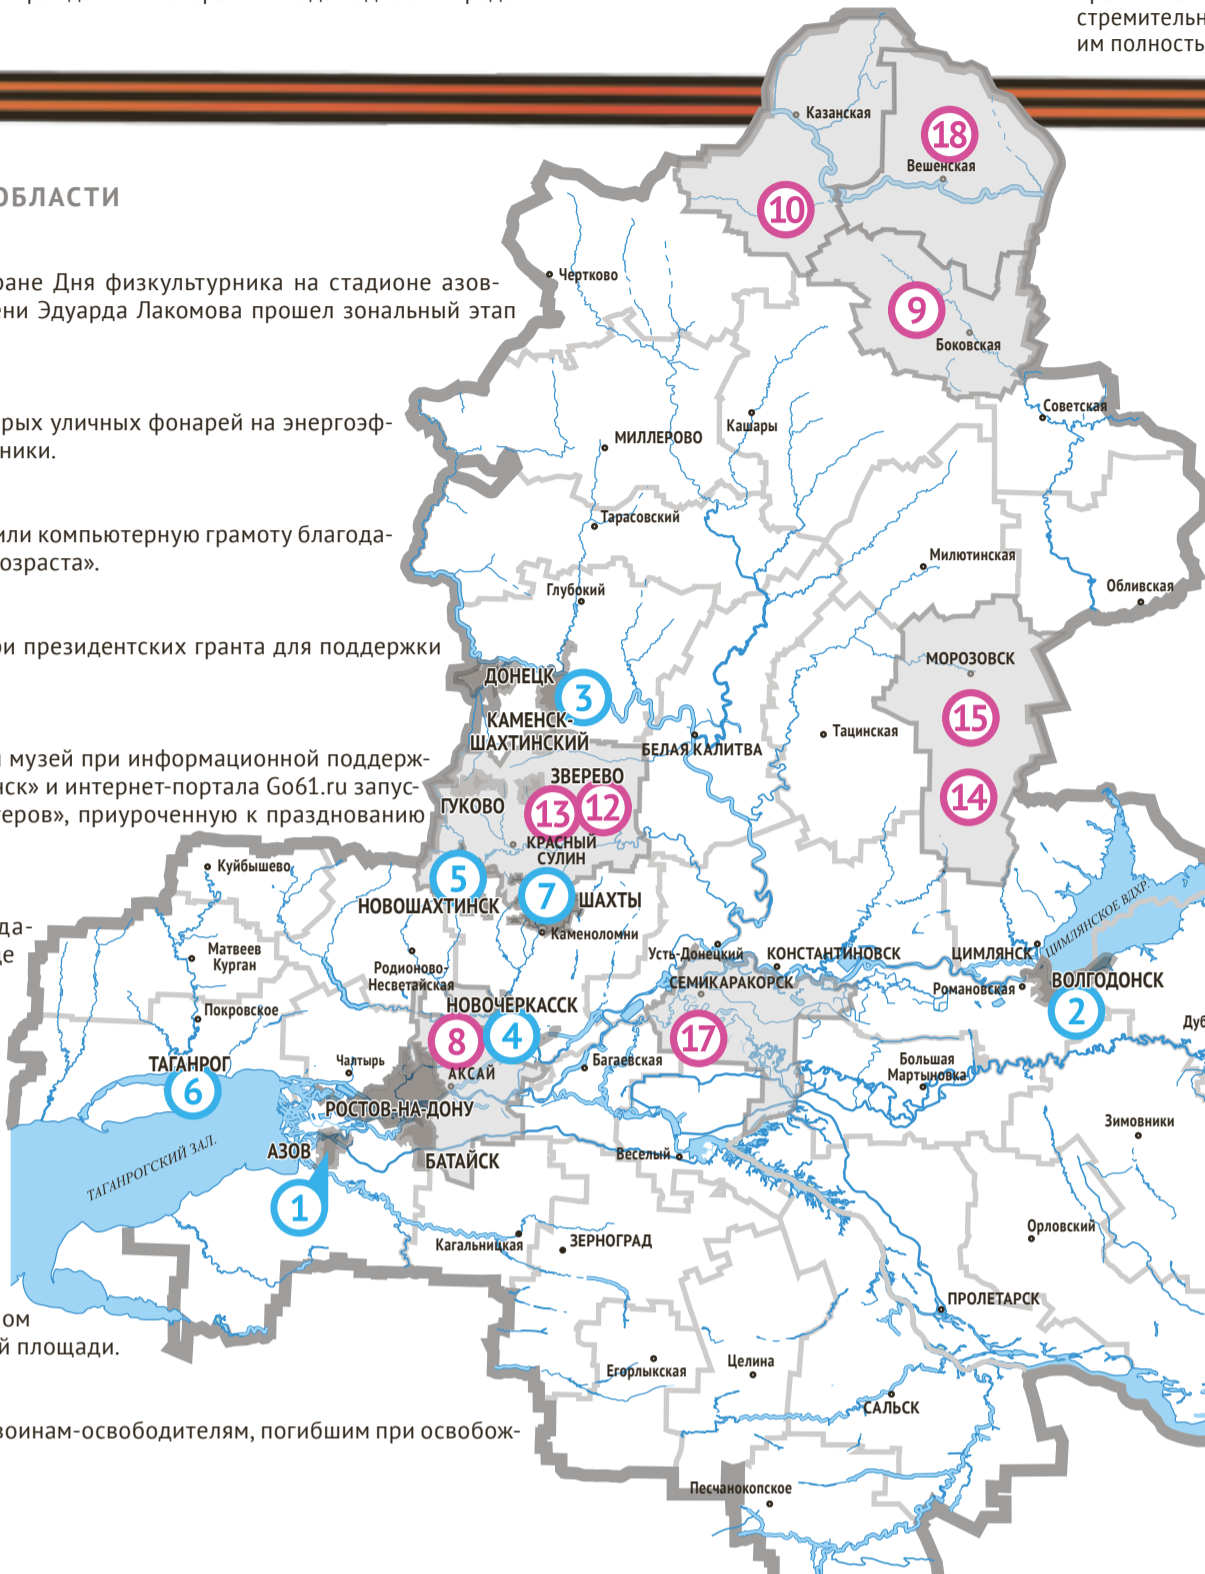 стремительн
им полность
ОБЛАСТИ
ране Дня физкультурника на стадионе азов-
ени Эдуарда Лакомова прошел зональный этап
рых уличных фонарей на энергоэф-
ники.
или компьютерную грамоту благода-
озраста».
ри президентских гранта для поддержки
й музей при информационной поддерж-
нск» и интернет-портала Go61.ru запус-
теров», приуроченную к празднованию
да-
це
ом
й площади.
воинам-освободителям, погибшим при освобож-
Казанская
18
Вешенская
10
Чертково
9
Боковская
Советская
Кашары
МИЛЛЕРОВО
Тарасовский
Милютинская
Глубокий
Обливская
МОРОЗОВСК
ДОНЕЦК
3
15
КАМЕНСК-
ШАХТИНСКИЙ
Тацинская
БЕЛАЯ КАЛИТВА
ЗВЕРЕВО
14
ГУКОВО
13
12
КРАСНЫЙ
СУЛИН
Куйбышево
5
7
ШАХТЫ
НОВОШАХТИНСК
Каменоломни
ЦИМЛЯНСКОЕ ВДХР.
Матвеев
Курган
Родионово-
Несветайская
Усть-Донецкий
КОНСТАНТИНОВСК
ЦИМЛЯНСК
СЕМИКАРАКОРСК
Романовская
ВОЛГОДОНСК
2
Покровское
НОВОЧЕРКАССК
8
4
17
Дуб
ТАГАНРОГ
6
Чалтырь
АКСАЙ
Багаевская
Большая
Мартыновка
РОСТОВ-НА-ДОНУ
Зимовники
ТАГАНРОГСКИЙ ЗАЛ.
АЗОВ
БАТАЙСК
Веселый
1
Кагальницкая
ЗЕРНОГРАД
Орловский
ПРОЛЕТАРСК
Егорлыкская
Целина
САЛЬСК
Песчанокопское